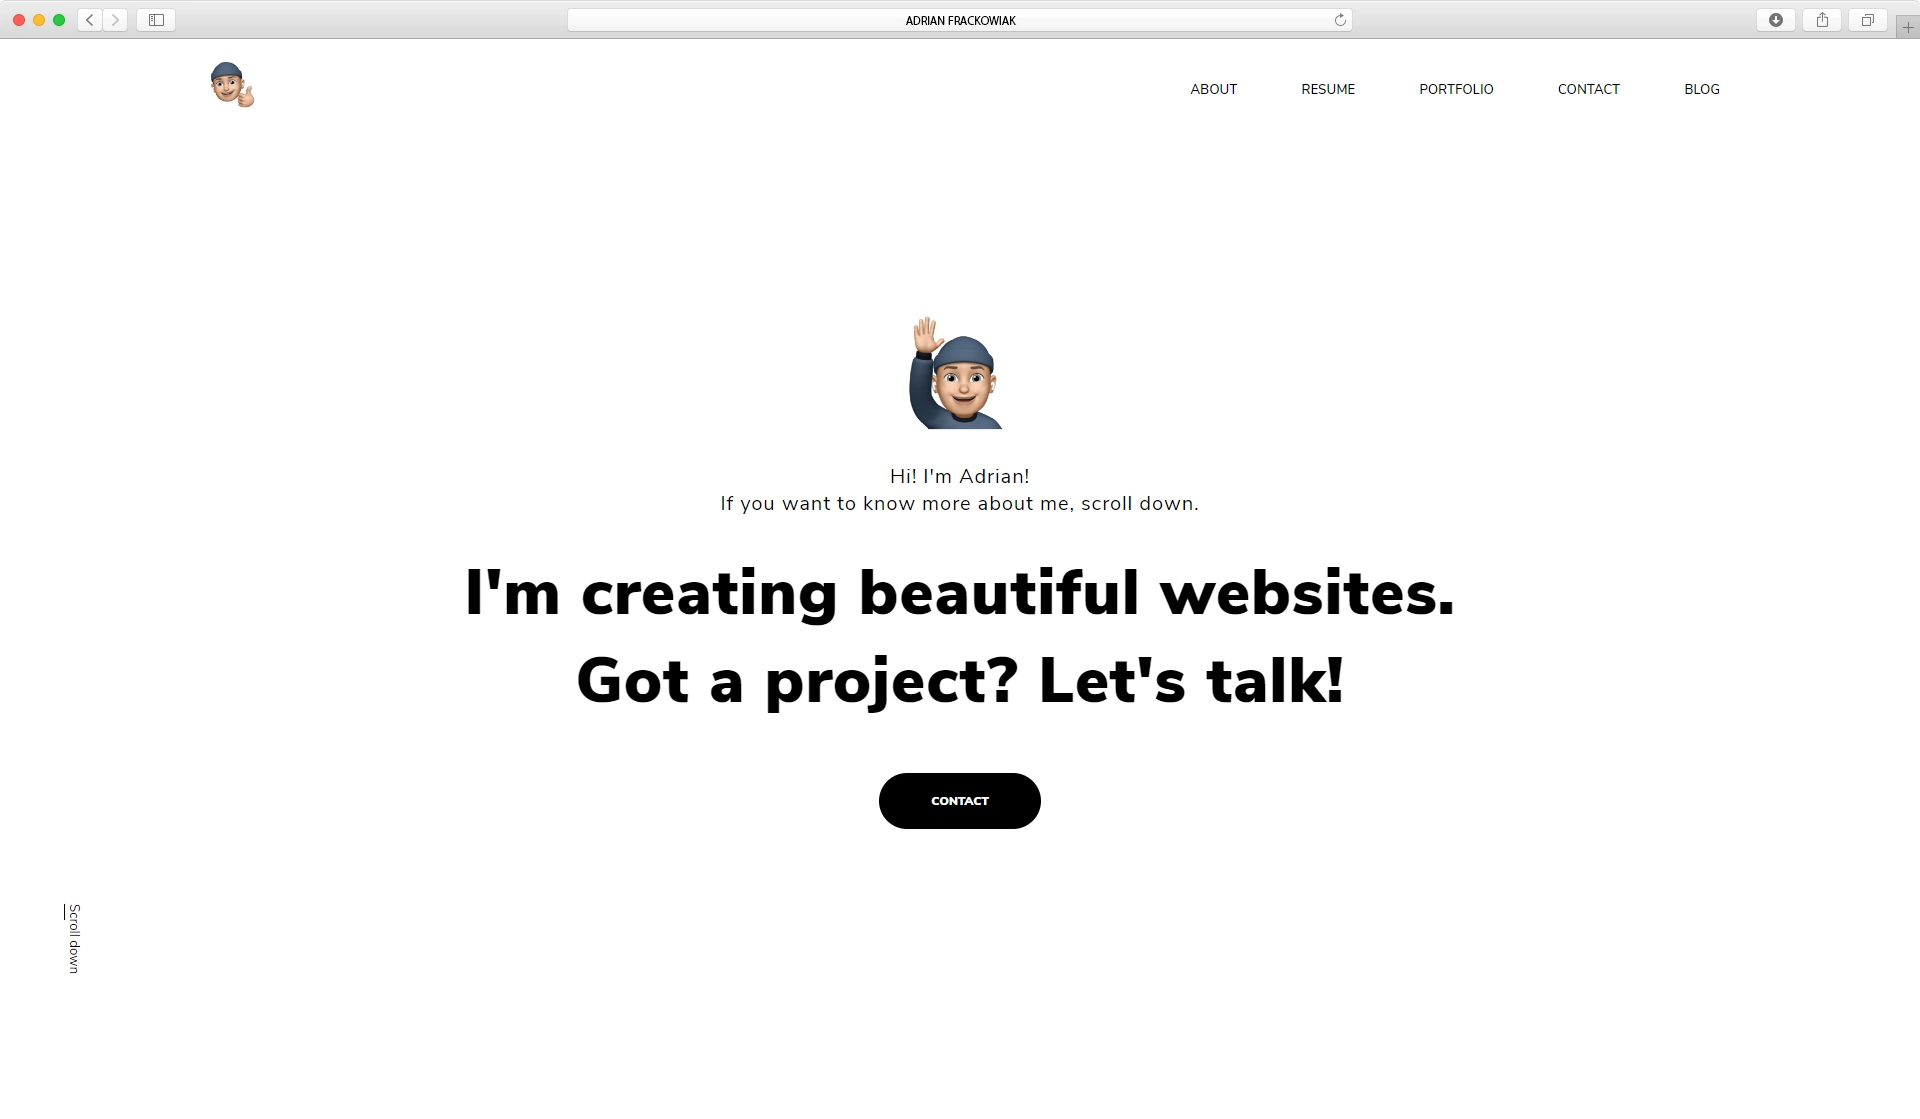 ADRIAN FRACKOWIAK
ABOUT RESUME PORTFOLIO CONTACT BLOG
Hi! I'm Adrian!
If you want to know more about me, scroll down.
I'm creating beautiful websites.
Got a project? Let's talk!
CONTACT
Scroll down